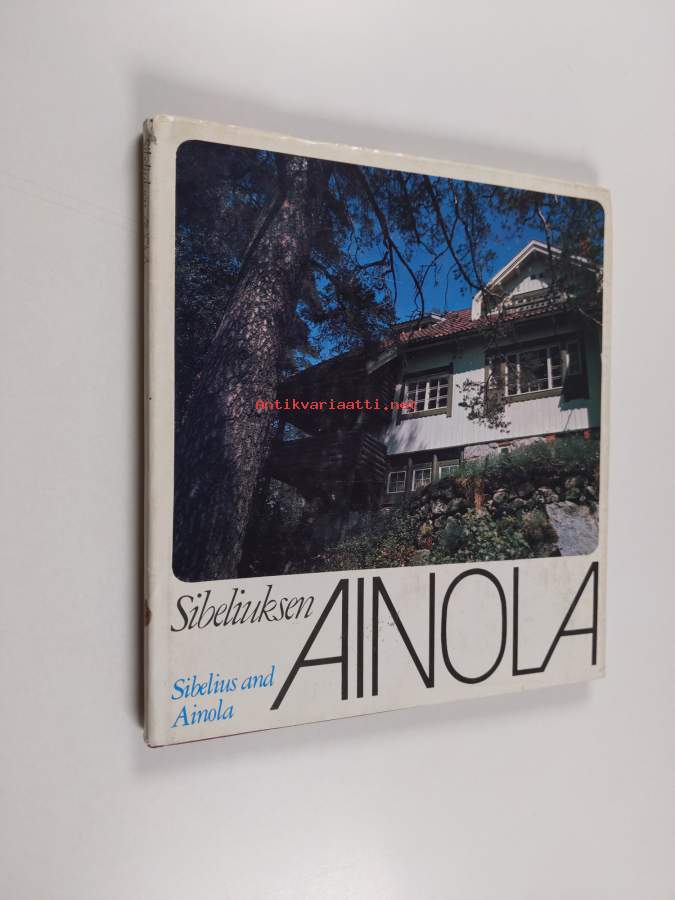 Antikvariaatti.net
Sibeliuksen AINOLA
Sibelius and
Ainola